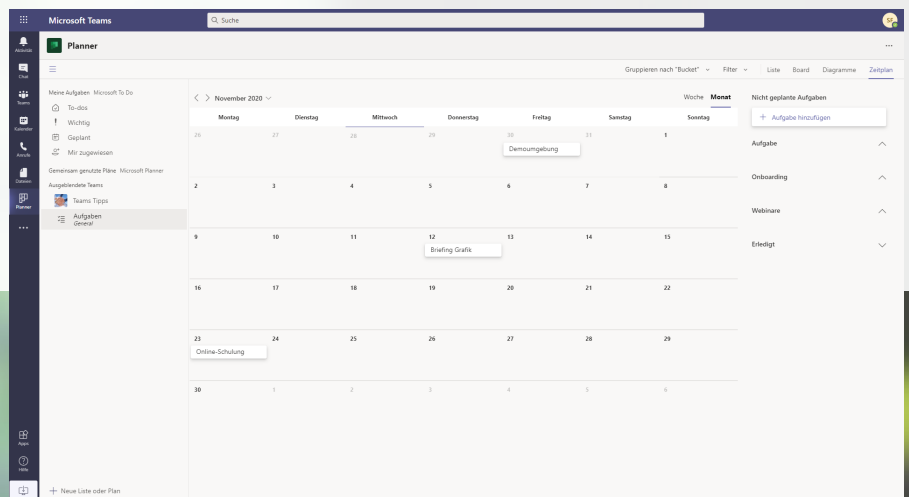 Microsoft Teams
Suche
SF
Aktivität
Chat
Teams
Kalender
Anrufe
Dateien
Planner
Apps
Hilfe
Planner
Gruppieren nach "Bucket"
Filter
Liste
Board
Diagramme
Zeitplan
Meine Aufgaben Microsoft To Do
To-dos
Wichtig
Geplant
Mir zugewiesen
Gemeinsam genutzte Pläne Microsoft Planner
Ausgeblendete Teams
Teams Tipps
Aufgaben
General
Neue Liste oder Plan
November 2020
Woche Monat
Montag Dienstag Mittwoch Donnerstag Freitag Samstag Sonntag
26 27 28 29 30 31 1
Demoumgebung
2 3 4 5 6 7 8
9 10 11 12 13 14 15
Briefing Grafik
16 17 18 19 20 21 22
23 24 25 26 27 28 29
Online-Schulung
30 1 2 3 4 5 6
Nicht geplante Aufgaben
Aufgabe hinzufügen
Aufgabe
Onboarding
Webinare
Erledigt